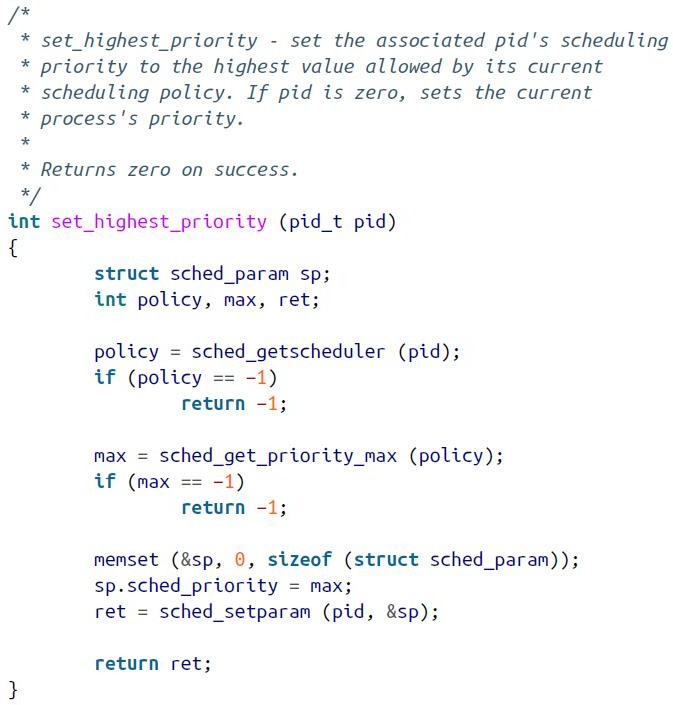 /*
 * set_highest_priority - set the associated pid's scheduling
 * priority to the highest value allowed by its current
 * scheduling policy. If pid is zero, sets the current
 * process's priority.
 *
 * Returns zero on success.
 */
int set_highest_priority (pid_t pid)
{
        struct sched_param sp;
        int policy, max, ret;

        policy = sched_getscheduler (pid);
        if (policy == −1)
                return −1;

        max = sched_get_priority_max (policy);
        if (max == −1)
                return −1;

        memset (&sp, 0, sizeof (struct sched_param));
        sp.sched_priority = max;
        ret = sched_setparam (pid, &sp);

        return ret;
}